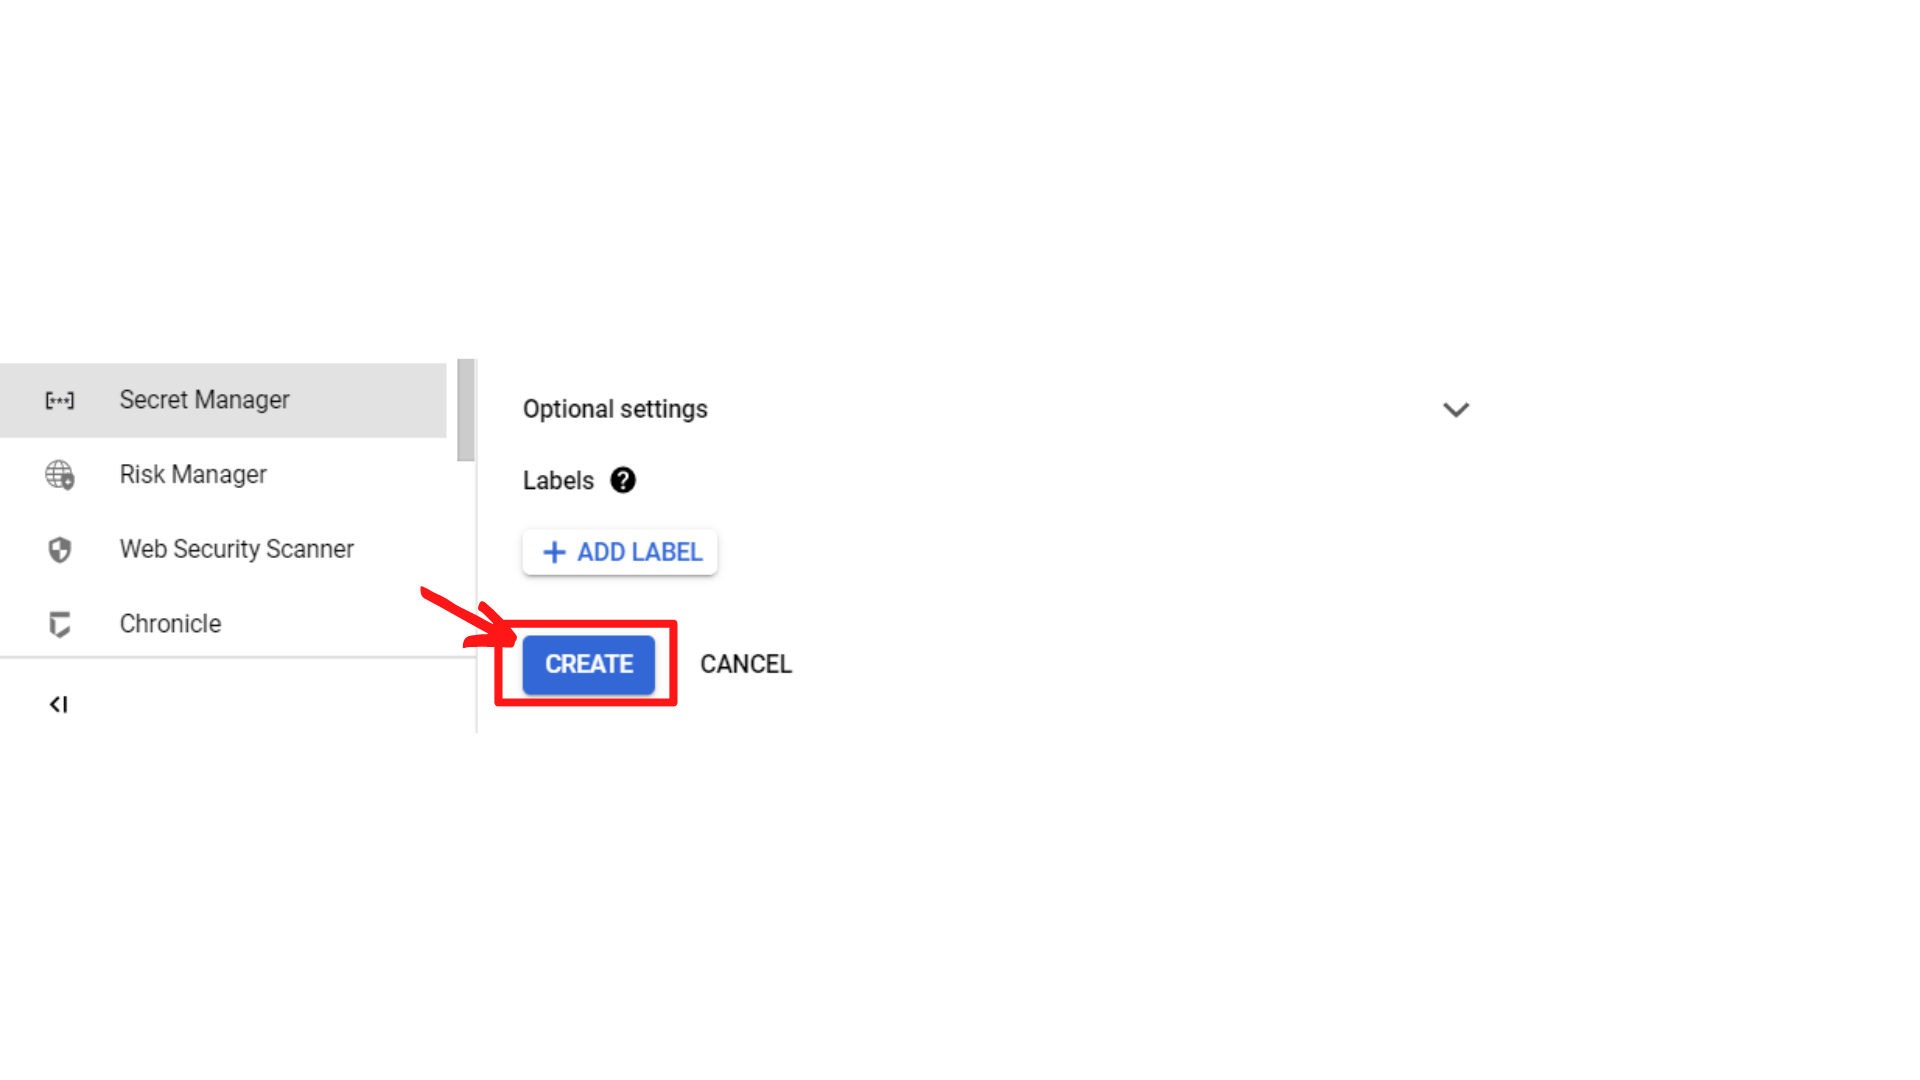 Secret Manager
Risk Manager
Web Security Scanner
Chronicle
Optional settings
Labels ?
+ ADD LABEL
CREATE
CANCEL